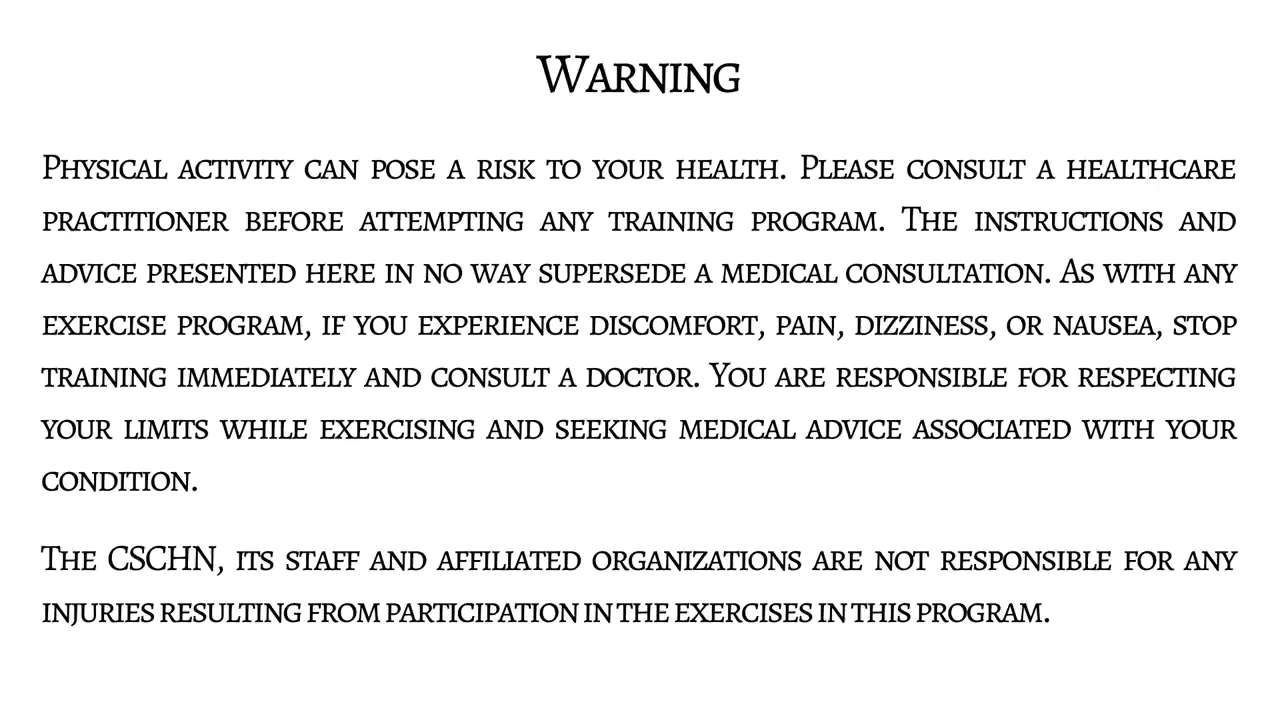 Warning
Physical activity can pose a risk to your health. Please consult a healthcare
practitioner before attempting any training program. The instructions and
advice presented here in no way supersede a medical consultation. As with any
exercise program, if you experience discomfort, pain, dizziness, or nausea, stop
training immediately and consult a doctor. You are responsible for respecting
your limits while exercising and seeking medical advice associated with your
condition.
The CSCHN, its staff and affiliated organizations are not responsible for any
injuries resulting from participation in the exercises in this program.